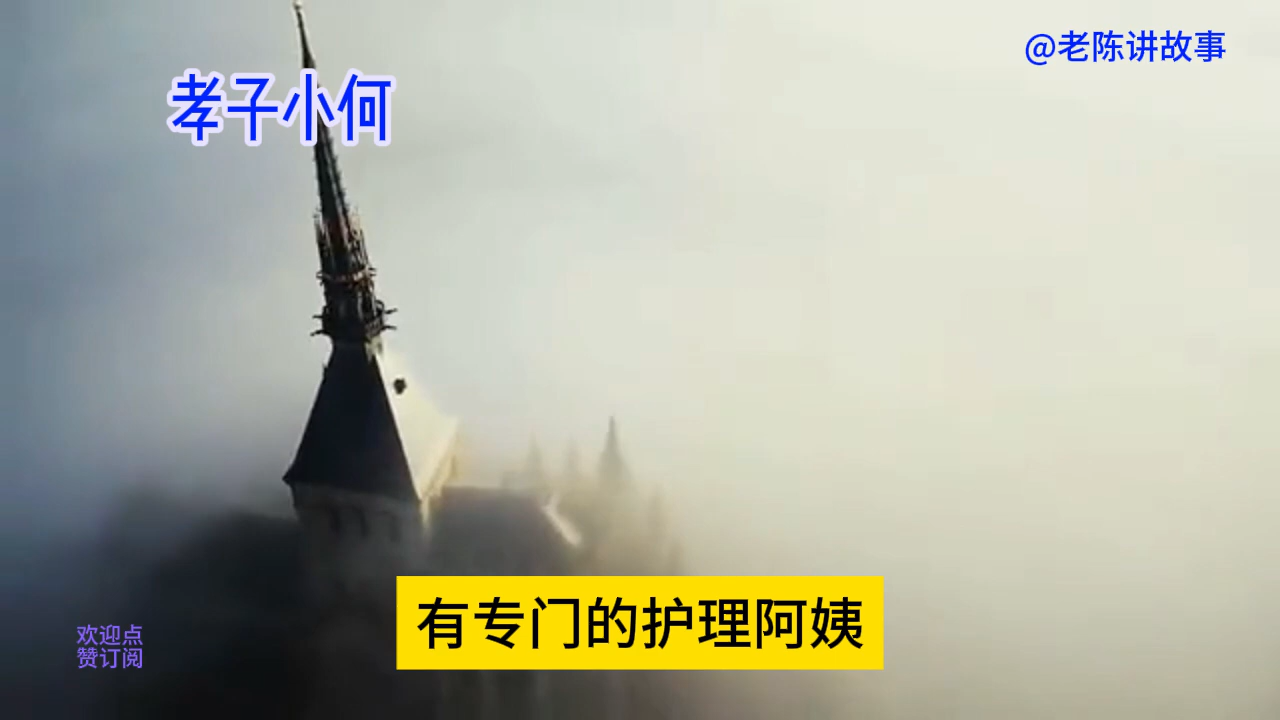 @老陈讲故事
孝子小何
有专门的护理阿姨
欢迎点
赞订阅